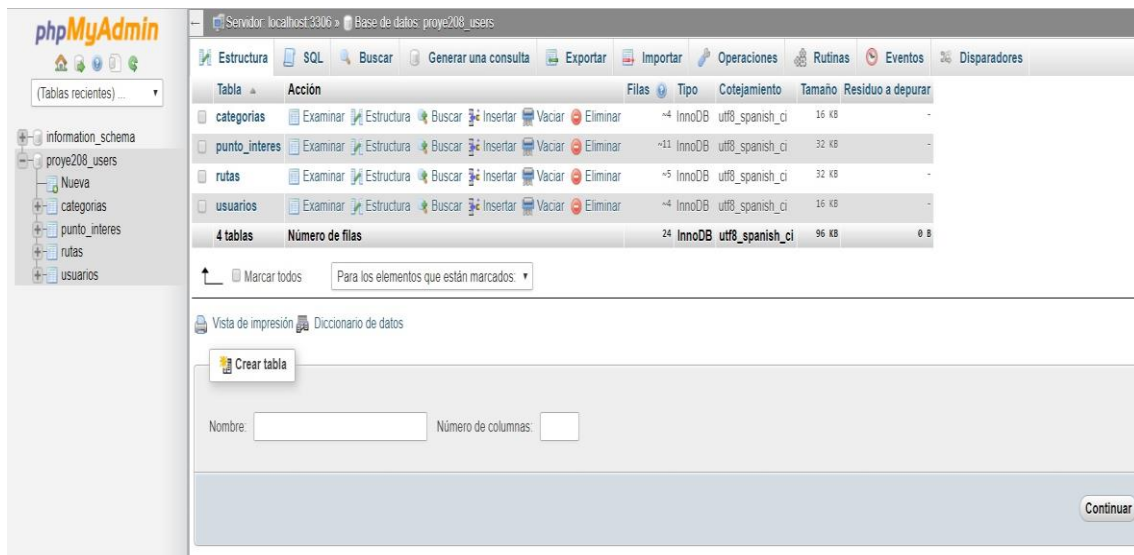 phpMyAdmin
(Tablas recientes) ...
information_schema
proye208_users
Nueva
categorias
punto_interes
rutas
usuarios
Servidor: localhost:3306 » Base de datos: proye208_users
Estructura SQL Buscar Generar una consulta Exportar Importar Operaciones Rutinas Eventos Disparadores
Tabla Acción Filas Tipo Cotejamiento Tamaño Residuo a depurar
categorias Examinar Estructura Buscar Insertar Vaciar Eliminar ~4 InnoDB utf8_spanish_ci 16 KB -
punto_interes Examinar Estructura Buscar Insertar Vaciar Eliminar ~11 InnoDB utf8_spanish_ci 32 KB -
rutas Examinar Estructura Buscar Insertar Vaciar Eliminar ~5 InnoDB utf8_spanish_ci 32 KB -
usuarios Examinar Estructura Buscar Insertar Vaciar Eliminar ~4 InnoDB utf8_spanish_ci 16 KB -
4 tablas Número de filas 24 InnoDB utf8_spanish_ci 96 KB 0 B
Marcar todos Para los elementos que están marcados:
Vista de impresión Diccionario de datos
Crear tabla
Nombre: Número de columnas:
Continuar